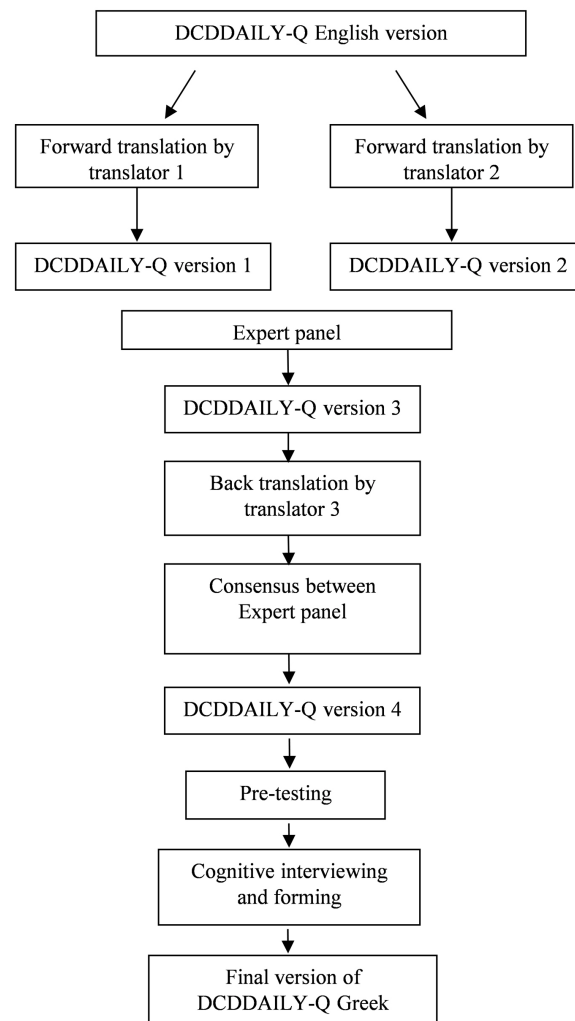 DCDDAILY-Q English version
Forward translation by
translator 1
Forward translation by
translator 2
DCDDAILY-Q version 1
DCDDAILY-Q version 2
Expert panel
DCDDAILY-Q version 3
Back translation by
translator 3
Consensus between
Expert panel
DCDDAILY-Q version 4
Pre-testing
Cognitive interviewing
and forming
Final version of
DCDDAILY-Q Greek